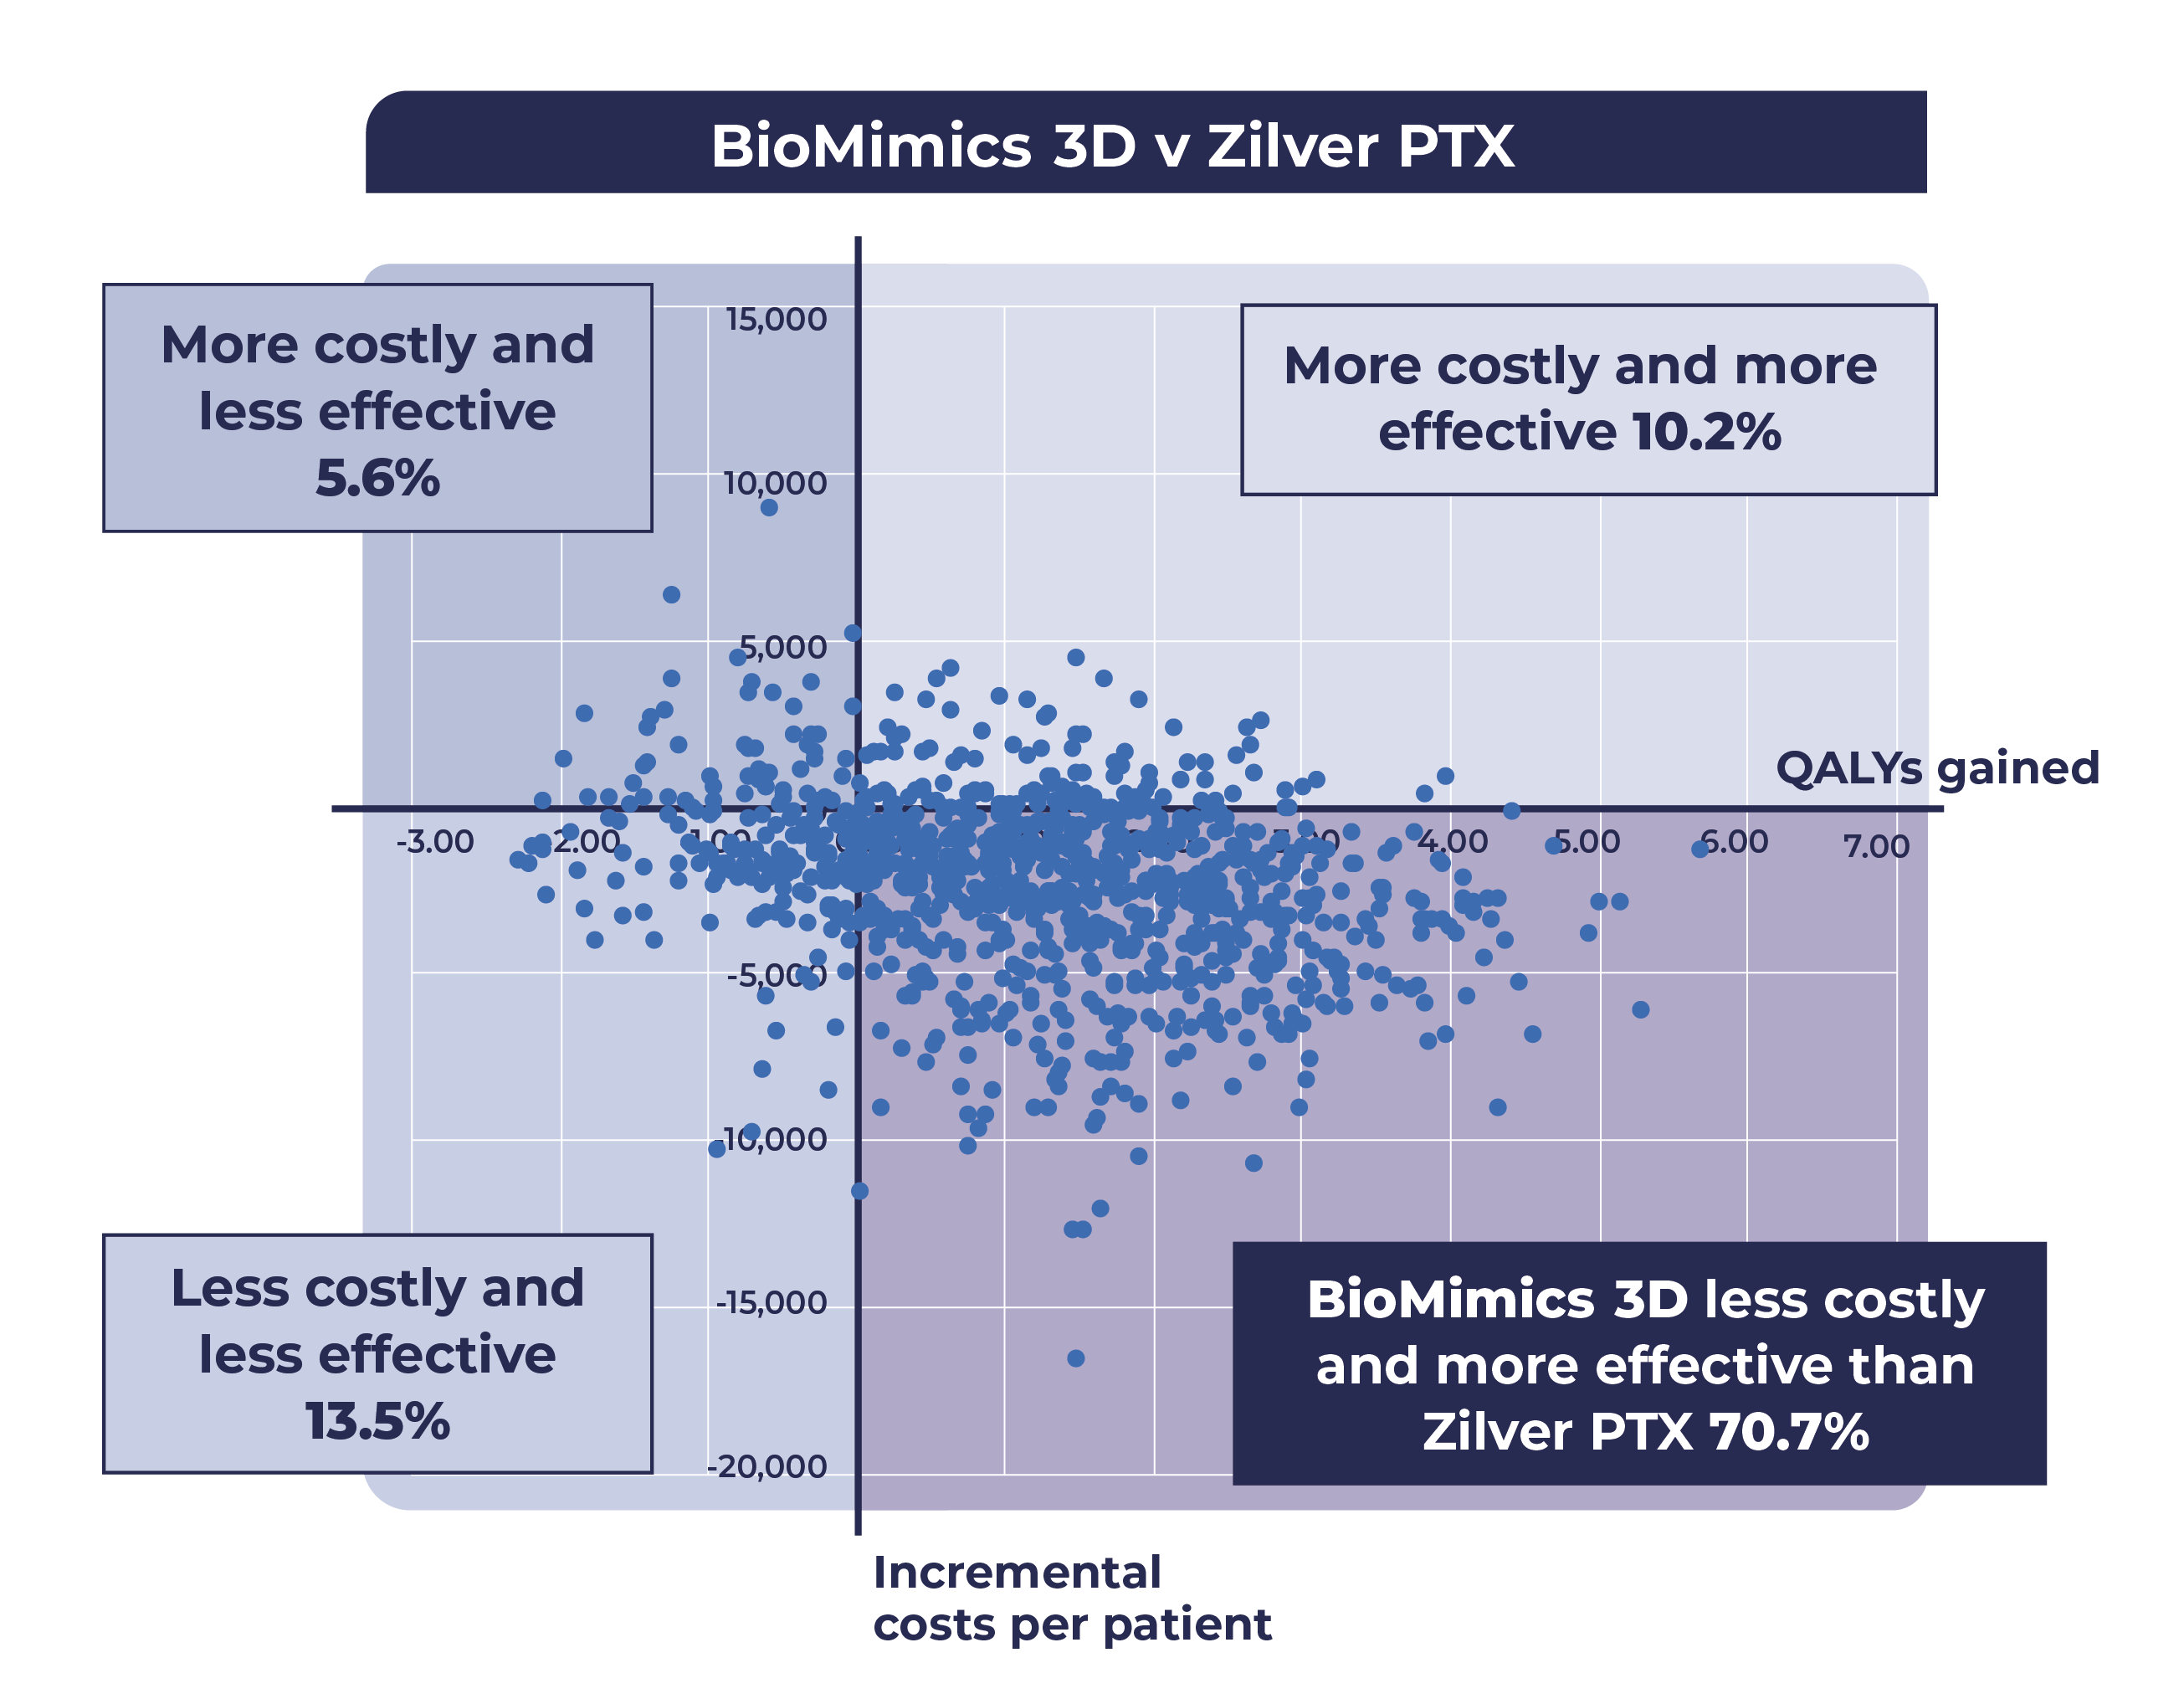 BioMimics 3D v Zilver PTX
More costly and
less effective
5.6%
More costly and more
effective 10.2%
15,000
10,000
5,000
QALYs gained
-3.00
4.00
5.00
6.00
7.00
-5,000
-10,000
-15,000
-20,000
Less costly and
less effective
13.5%
BioMimics 3D less costly
and more effective than
Zilver PTX 70.7%
Incremental
costs per patient